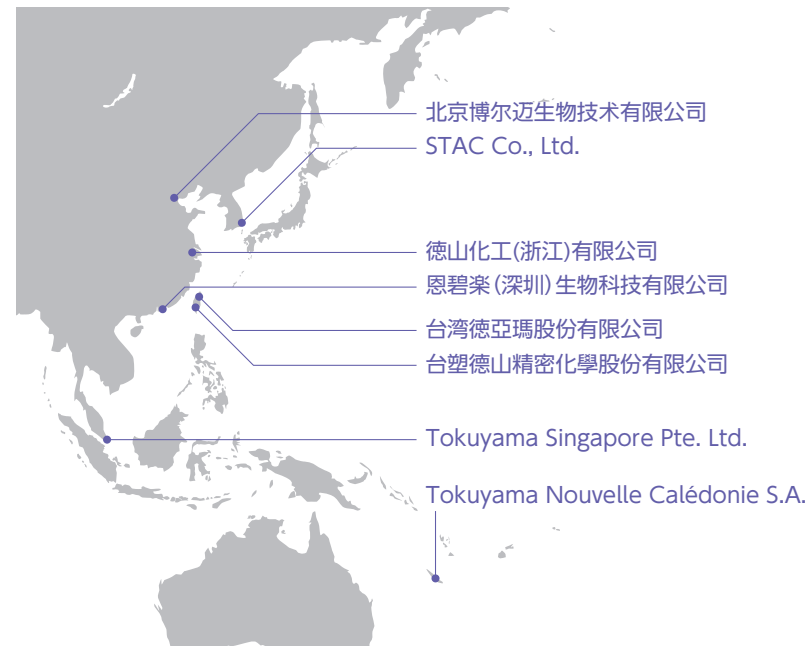 北京博尔迈生物技术有限公司
STAC Co., Ltd.
徳山化工(浙江)有限公司
恩碧楽(深圳)生物科技有限公司
台湾徳亞瑪股份有限公司
台塑德山精密化學股份有限公司
Tokuyama Singapore Pte. Ltd.
Tokuyama Nouvelle Calédonie S.A.